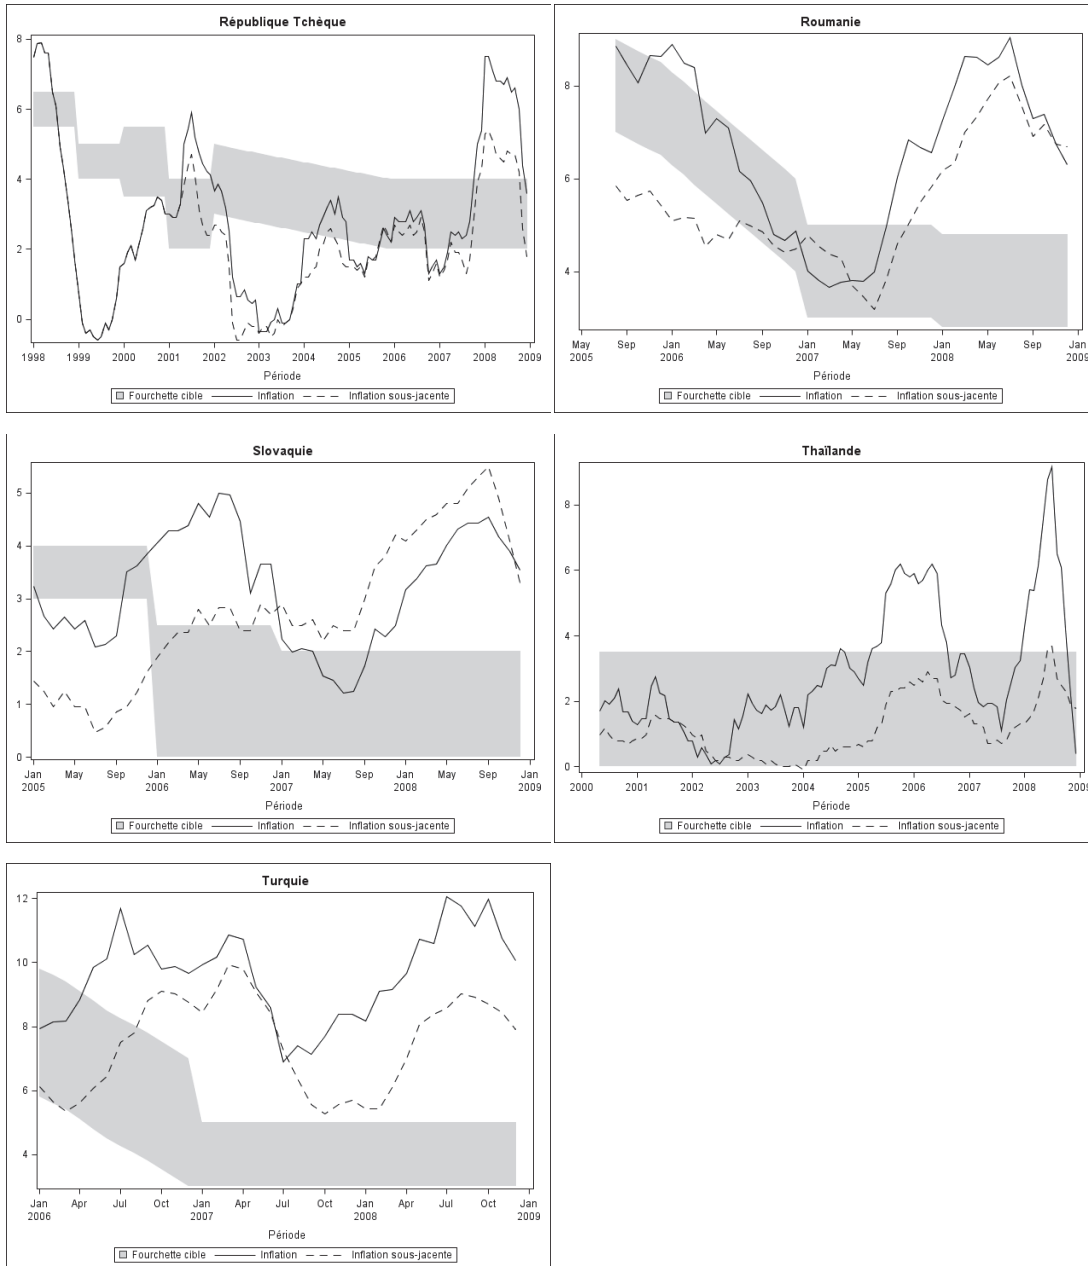 République Tchèque
8
6
4
2
0
1998 1999 2000 2001 2002 2003 2004 2005 2006 2007 2008 2009
Période
Fourchette cible Inflation Inflation sous-jacente
Roumanie
8
6
4
May Sep Jan May Sep Jan May Sep Jan May Sep Jan
2005 2006 2007 2008 2009
Période
Fourchette cible Inflation Inflation sous-jacente
Slovaquie
5
4
3
2
1
0
Jan May Sep Jan May Sep Jan May Sep Jan May Sep Jan
2005 2006 2007 2008 2009
Période
Fourchette cible Inflation Inflation sous-jacente
Thaïlande
8
6
4
2
0
2000 2001 2002 2003 2004 2005 2006 2007 2008 2009
Période
Fourchette cible Inflation Inflation sous-jacente
Turquie
12
10
8
6
4
Jan Apr Jul Oct Jan Apr Jul Oct Jan Apr Jul Oct Jan
2006 2007 2008 2009
Période
Fourchette cible Inflation Inflation sous-jacente